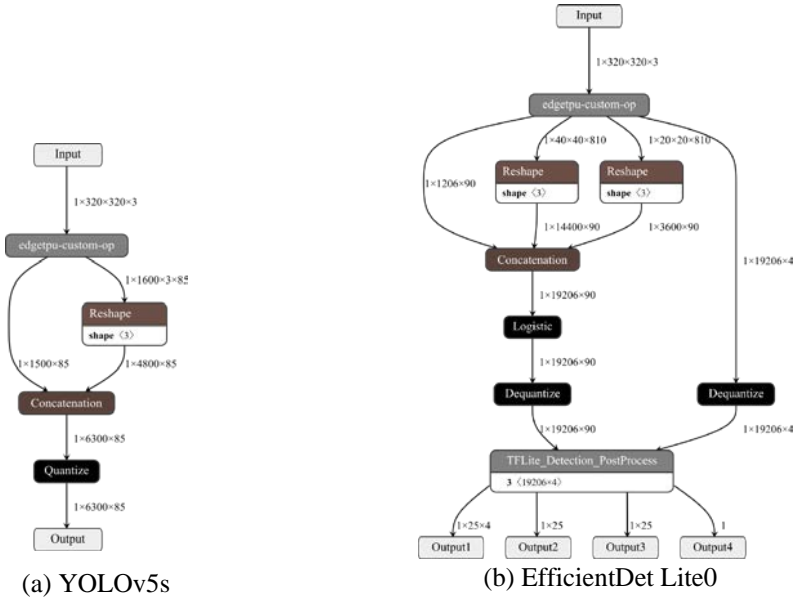 Input
1×320×320×3
edgetpu-custom-op
1×1600×3×85
Reshape
shape ⟨3⟩
1×1500×85
1×4800×85
Concatenation
1×6300×85
Quantize
1×6300×85
Output
(a) YOLOv5s
Input
1×320×320×3
edgetpu-custom-op
1×40×40×810
1×20×20×810
1×1206×90
Reshape
shape ⟨3⟩
Reshape
shape ⟨3⟩
1×14400×90
1×3600×90
Concatenation
1×19206×4
1×19206×90
Logistic
1×19206×90
Dequantize
Dequantize
1×19206×90
1×19206×4
TFLite_Detection_PostProcess
3 ⟨19206×4⟩
1×25×4
1×25
1×25
1
Output1
Output2
Output3
Output4
(b) EfficientDet Lite0